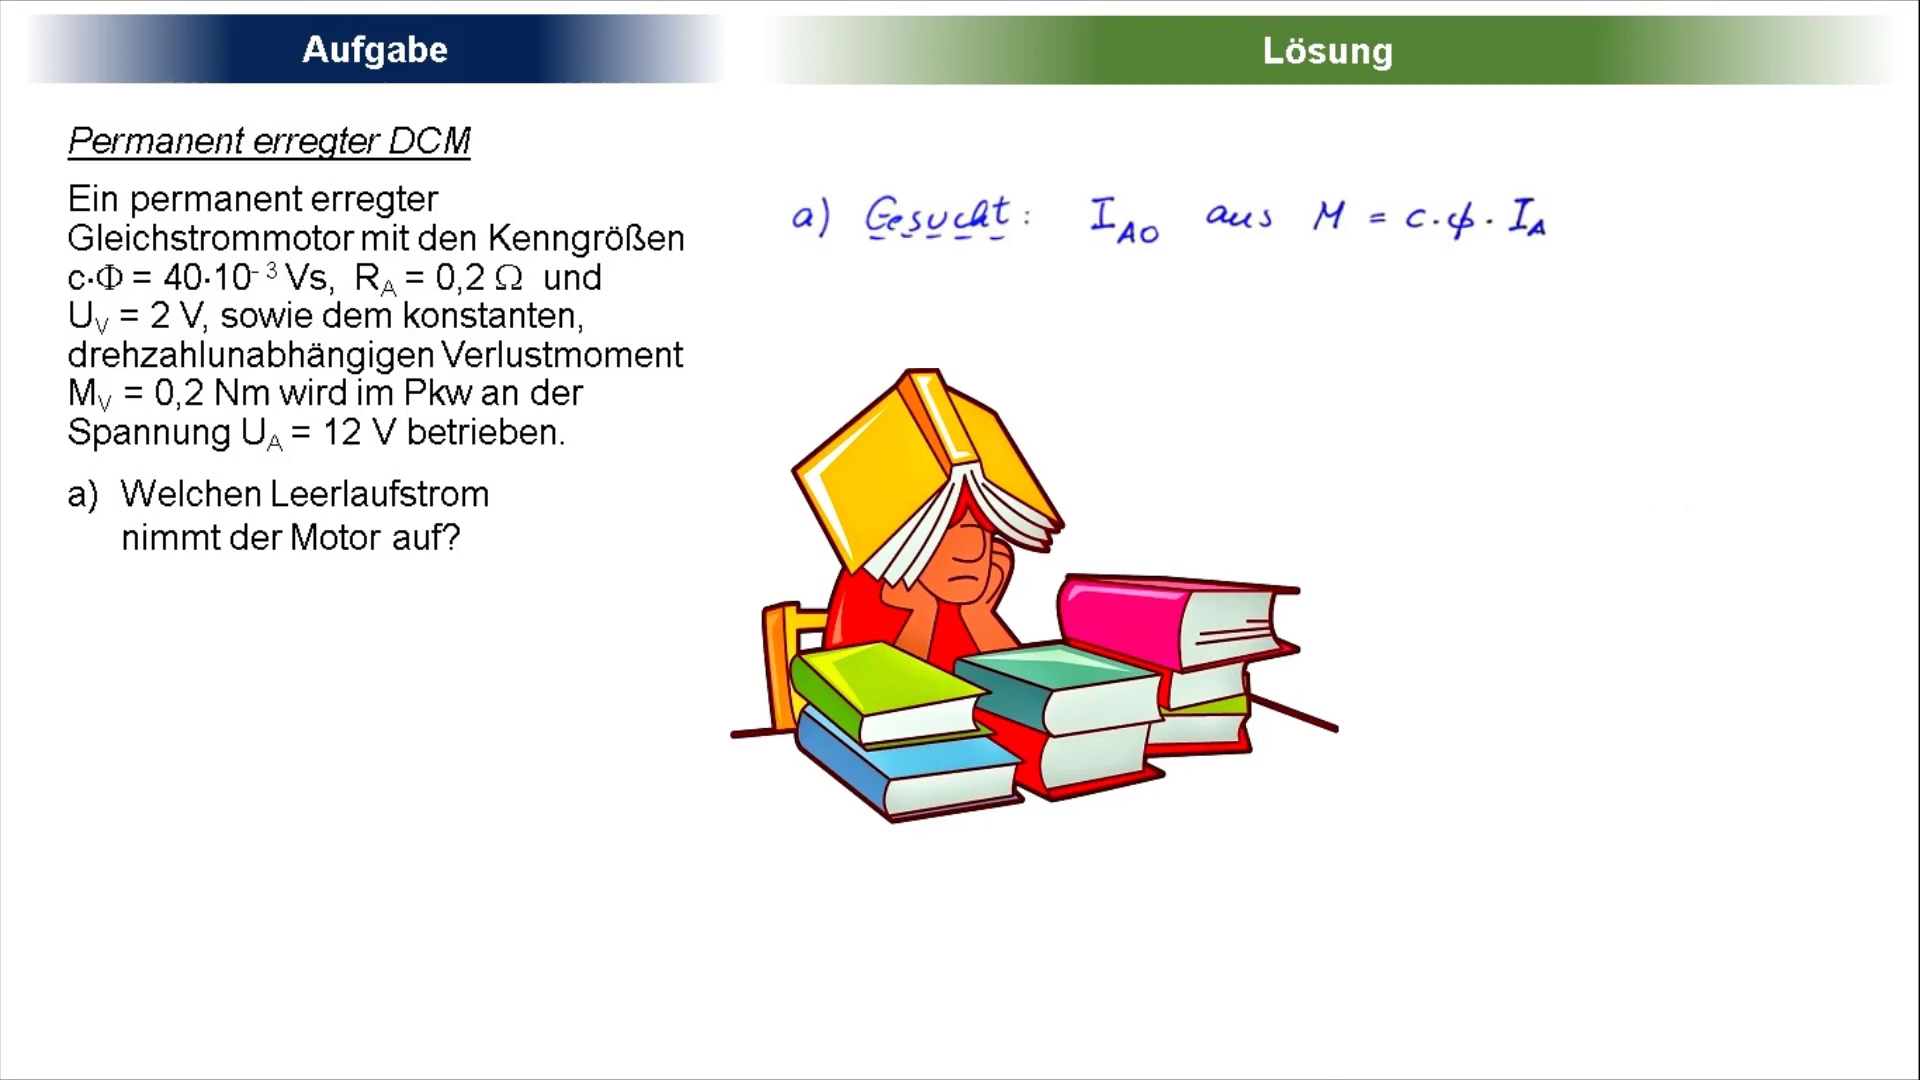 Aufgabe
Lösung
Permanent erregter DCM
Ein permanent erregter
Gleichstrommotor mit den Kenngrößen
c·Φ = 40·10⁻³ Vs, R_A = 0,2 Ω und
U_V = 2 V, sowie dem konstanten,
drehzahlunabhängigen Verlustmoment
M_V = 0,2 Nm wird im Pkw an der
Spannung U_A = 12 V betrieben.
a) Welchen Leerlaufstrom
nimmt der Motor auf?
a) Gesucht: I_A0 aus M = c·ϕ·I_A